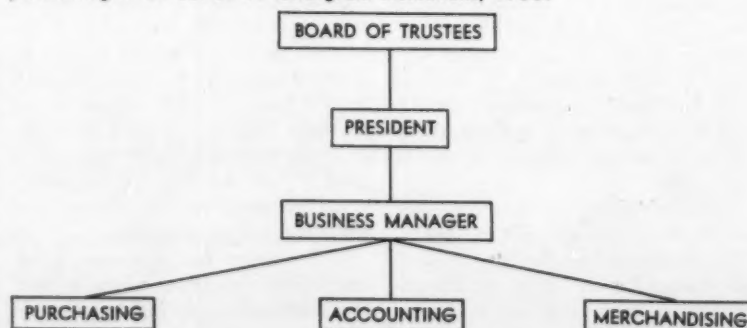 BOARD OF TRUSTEES
PRESIDENT
BUSINESS MANAGER
PURCHASING
ACCOUNTING
MERCHANDISING